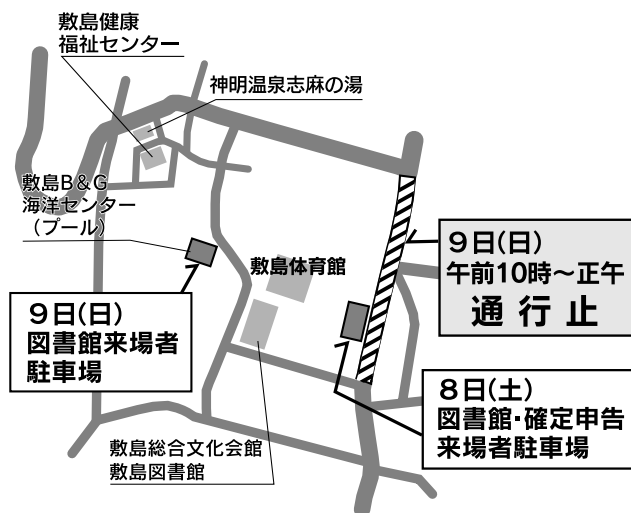 敷島健康
福祉センター
神明温泉志麻の湯
敷島B&G
海洋センター
（プール）
敷島体育館
9日(日)
午前10時～正午
通行止
9日(日)
図書館来場者
駐車場
8日(土)
図書館・確定申告
来場者駐車場
敷島総合文化会館
敷島図書館